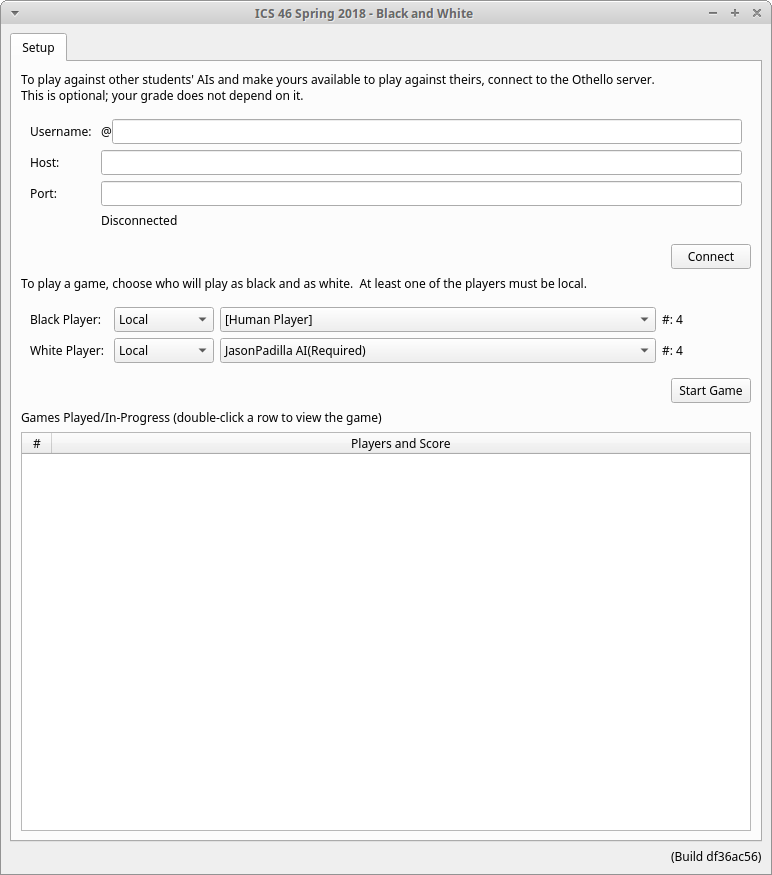 ICS 46 Spring 2018 - Black and White
Setup
To play against other students' AIs and make yours available to play against theirs, connect to the Othello server.
This is optional; your grade does not depend on it.
Username: @
Host:
Port:
Disconnected
Connect
To play a game, choose who will play as black and as white.  At least one of the players must be local.
Black Player: Local [Human Player] #: 4
White Player: Local JasonPadilla AI(Required) #: 4
Start Game
Games Played/In-Progress (double-click a row to view the game)
# Players and Score
(Build df36ac56)